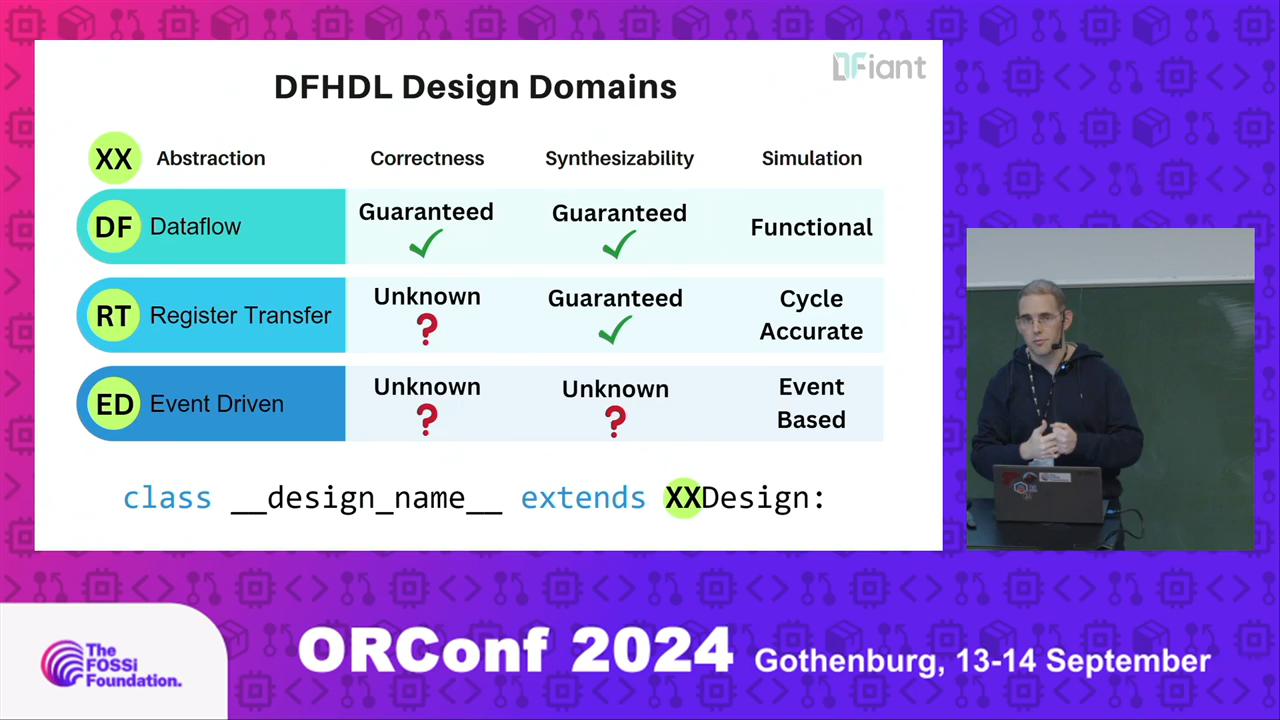 DFiant
DFHDL Design Domains
XX Abstraction Correctness Synthesizability Simulation
DF Dataflow Guaranteed Guaranteed Functional
RT Register Transfer Unknown ? Guaranteed Cycle Accurate
ED Event Driven Unknown ? Unknown ? Event Based
class __design_name__ extends XXDesign:
The
FOSSi
Foundation.
ORConf 2024 Gothenburg, 13-14 September